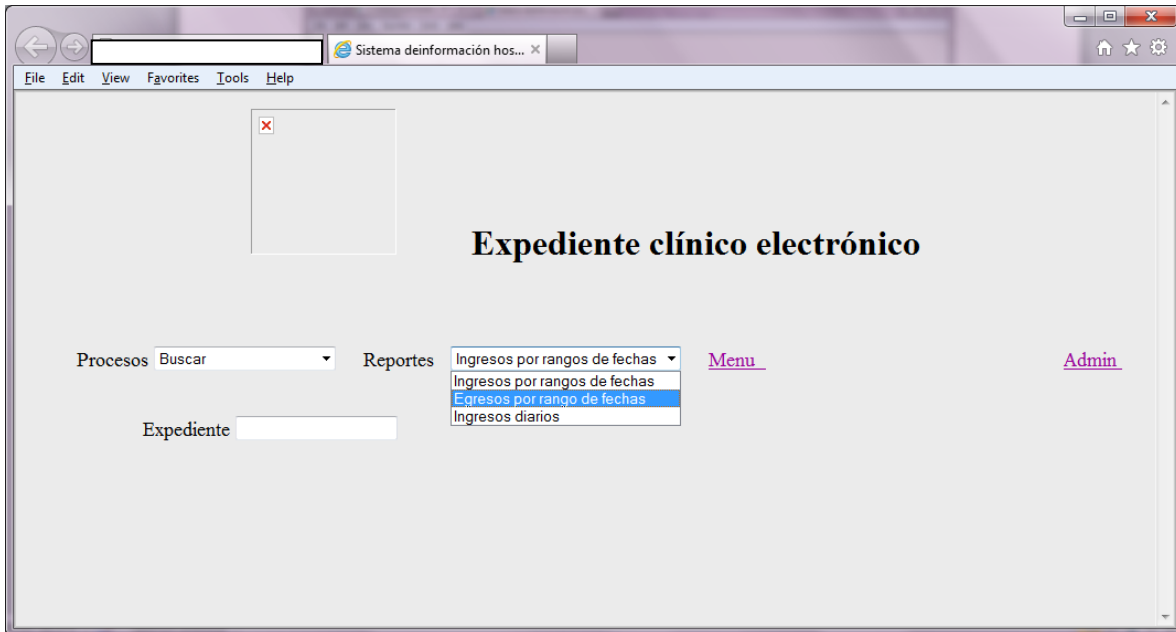 Sistema deinformación hos...
File Edit View Favorites Tools Help
Expediente clínico electrónico
Procesos Buscar Reportes Ingresos por rangos de fechas Menu Admin
Ingresos por rangos de fechas
Egresos por rango de fechas
Ingresos diarios
Expediente